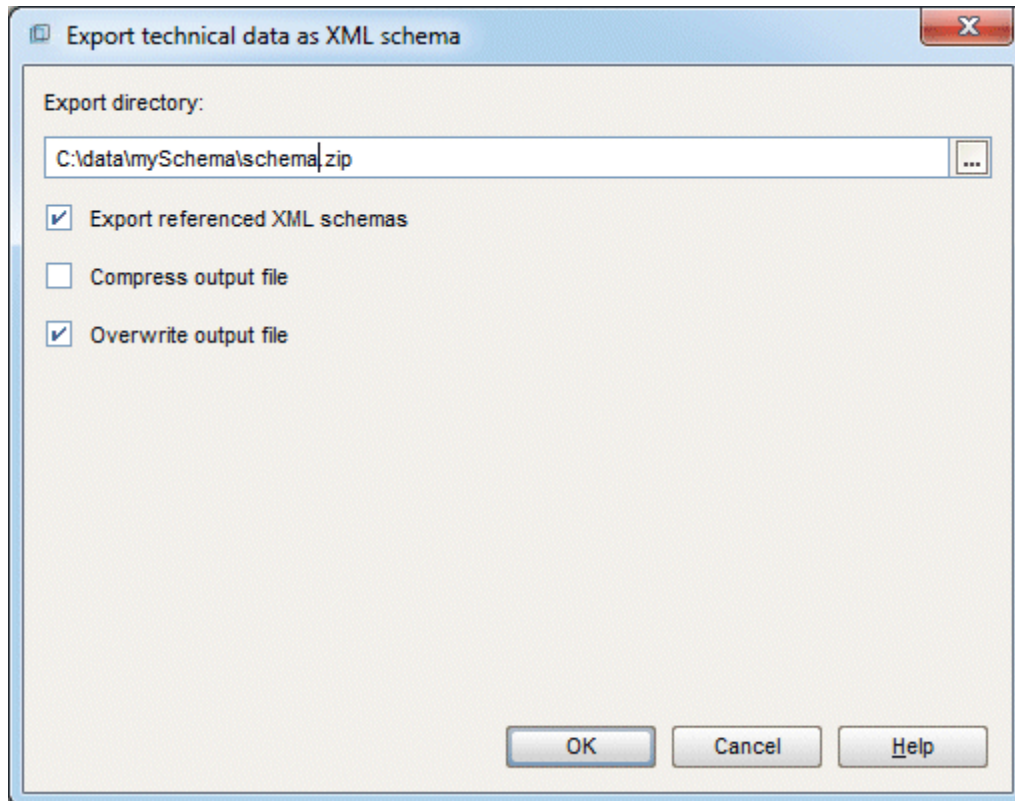 Export technical data as XML schema
Export directory:
C:\data\mySchema\schema.zip
...
Export referenced XML schemas
Compress output file
Overwrite output file
OK Cancel Help